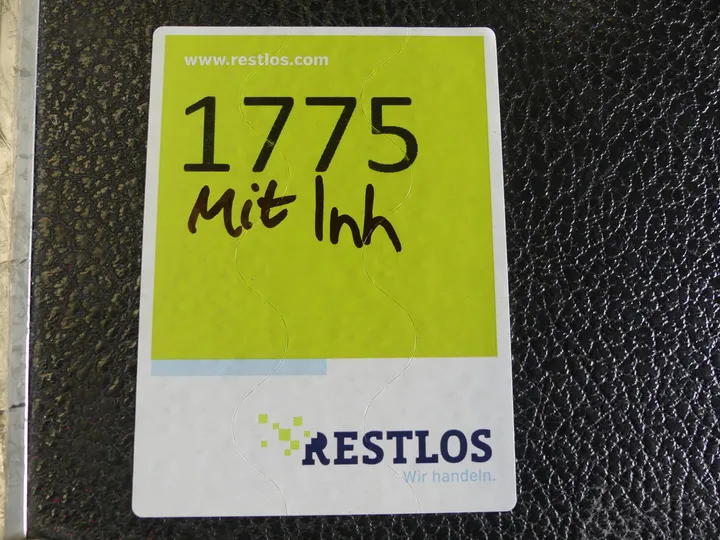 www.restlos.com
1775
Mit Inh
RESTLOS
Wir handeln.